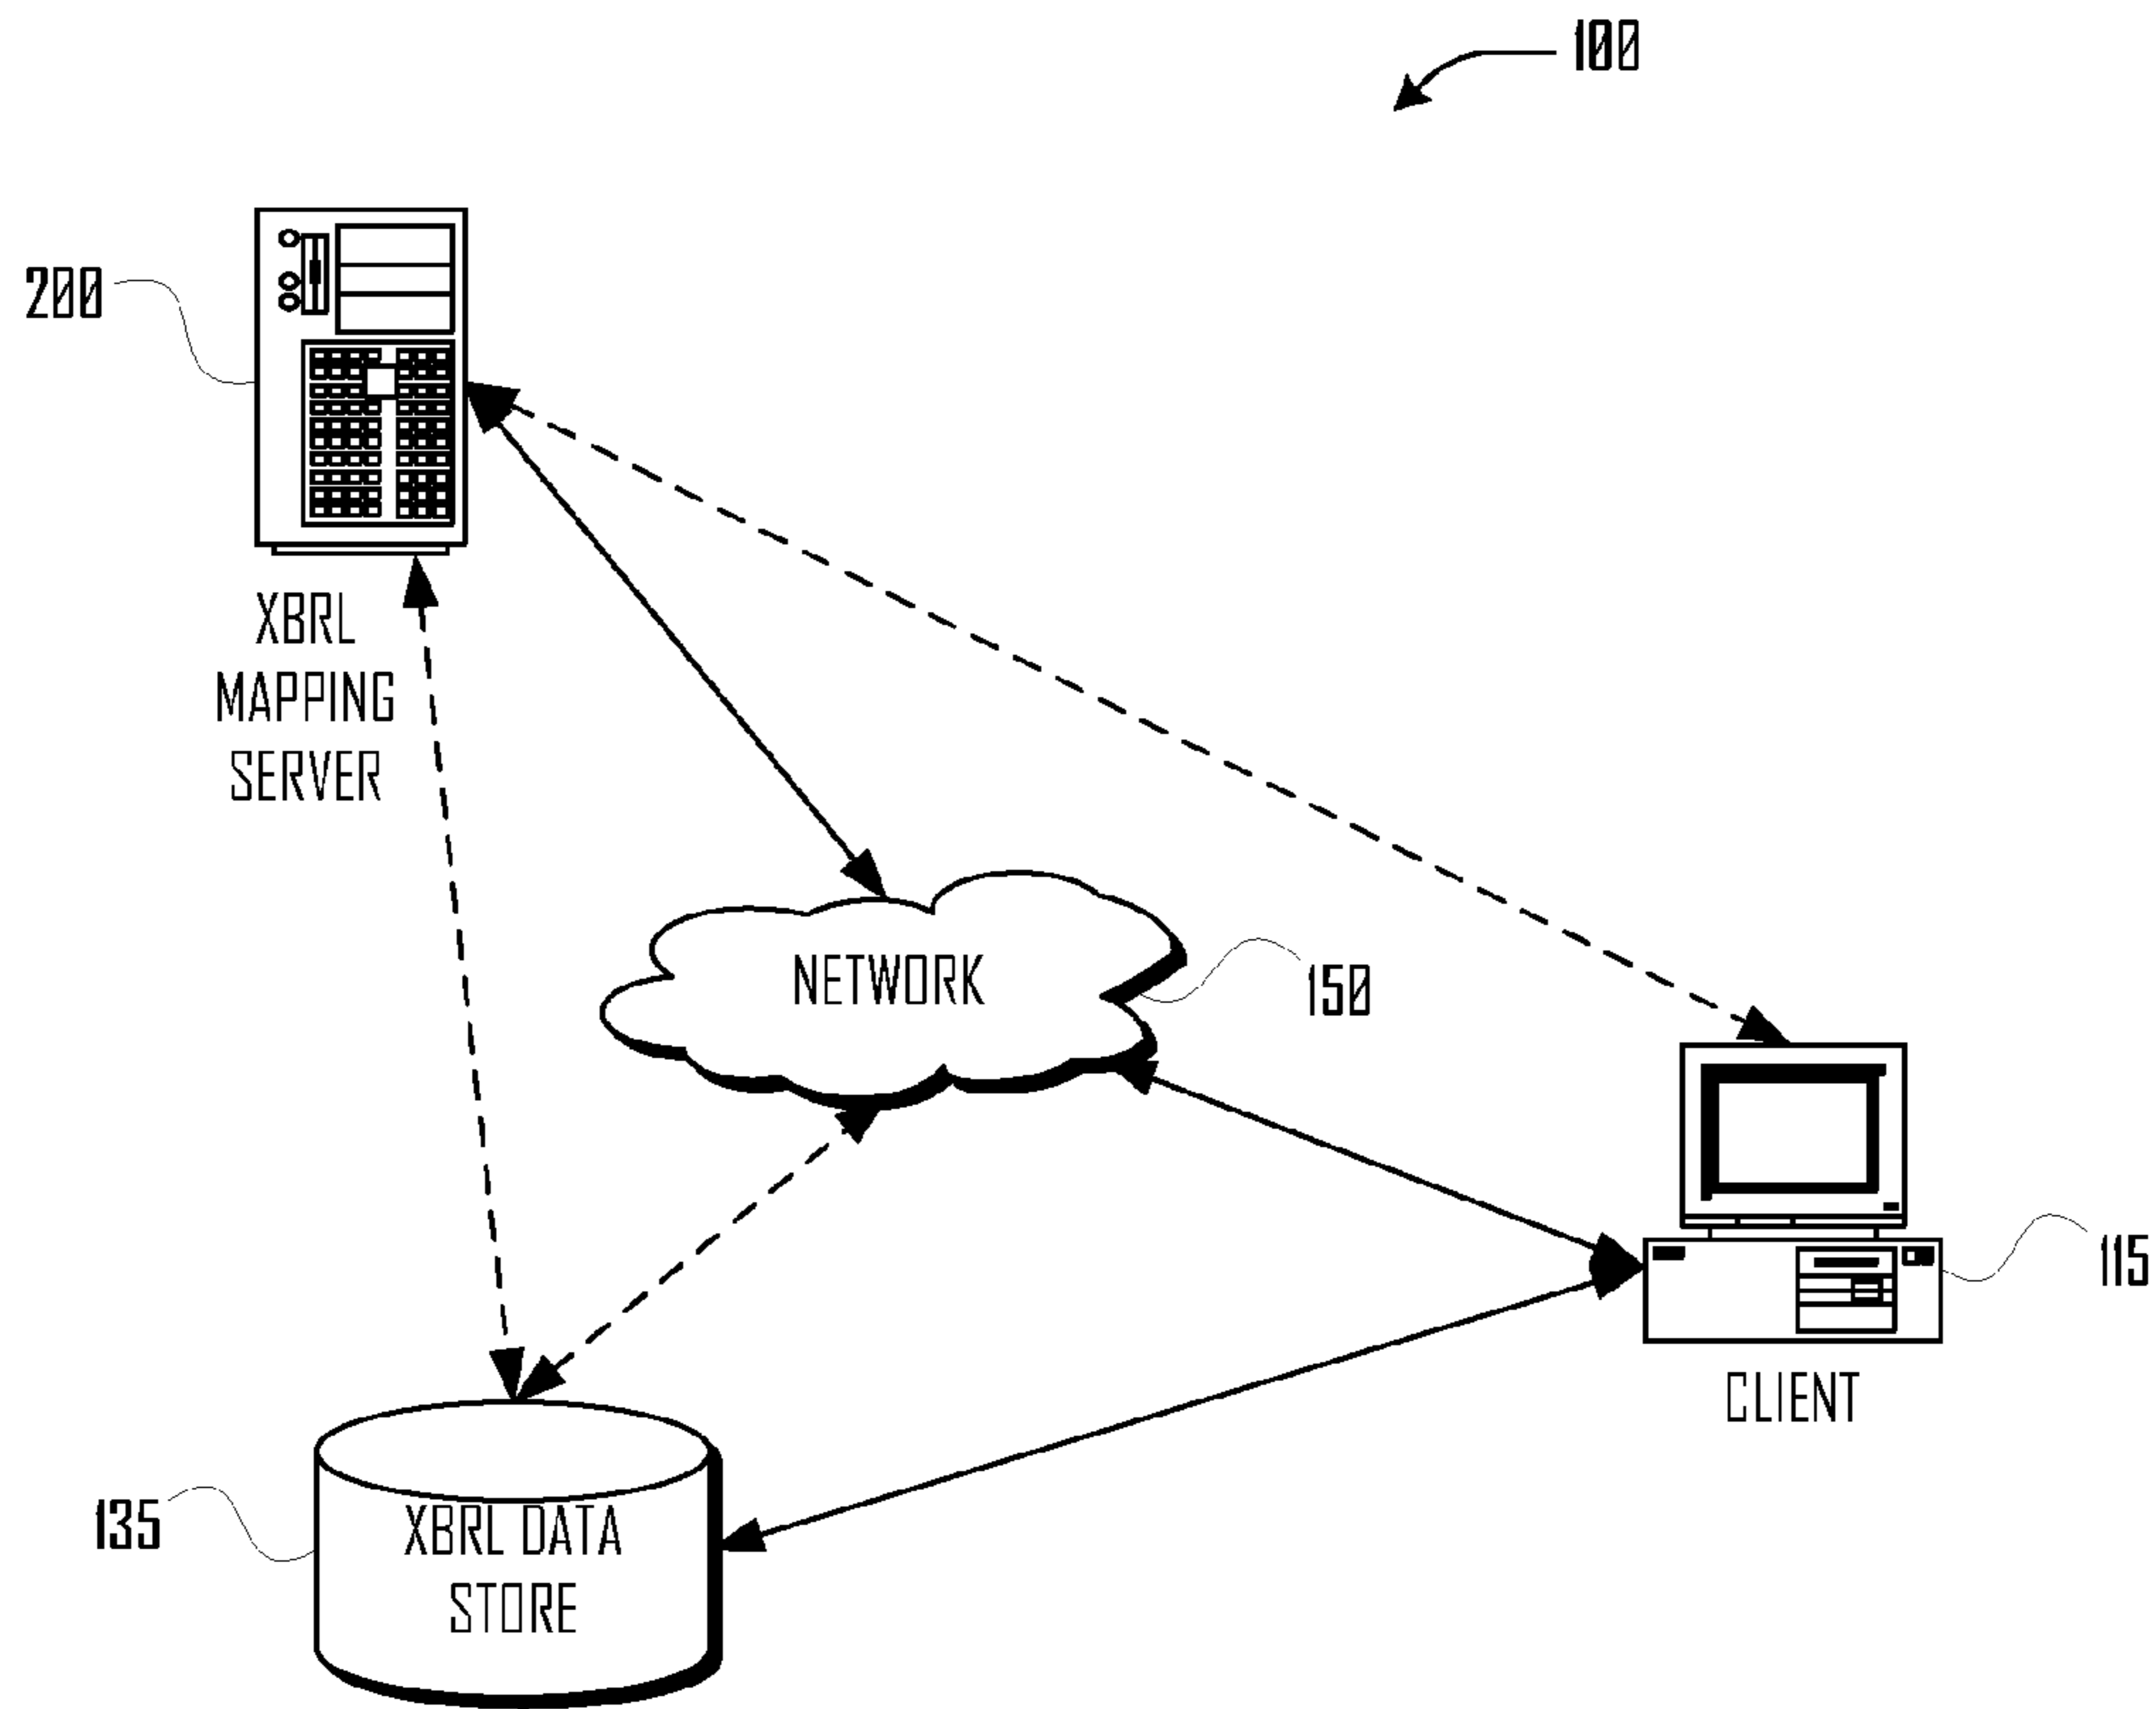 100
200
XBRL
MAPPING
SERVER
NETWORK
150
115
CLIENT
135
XBRL DATA
STORE